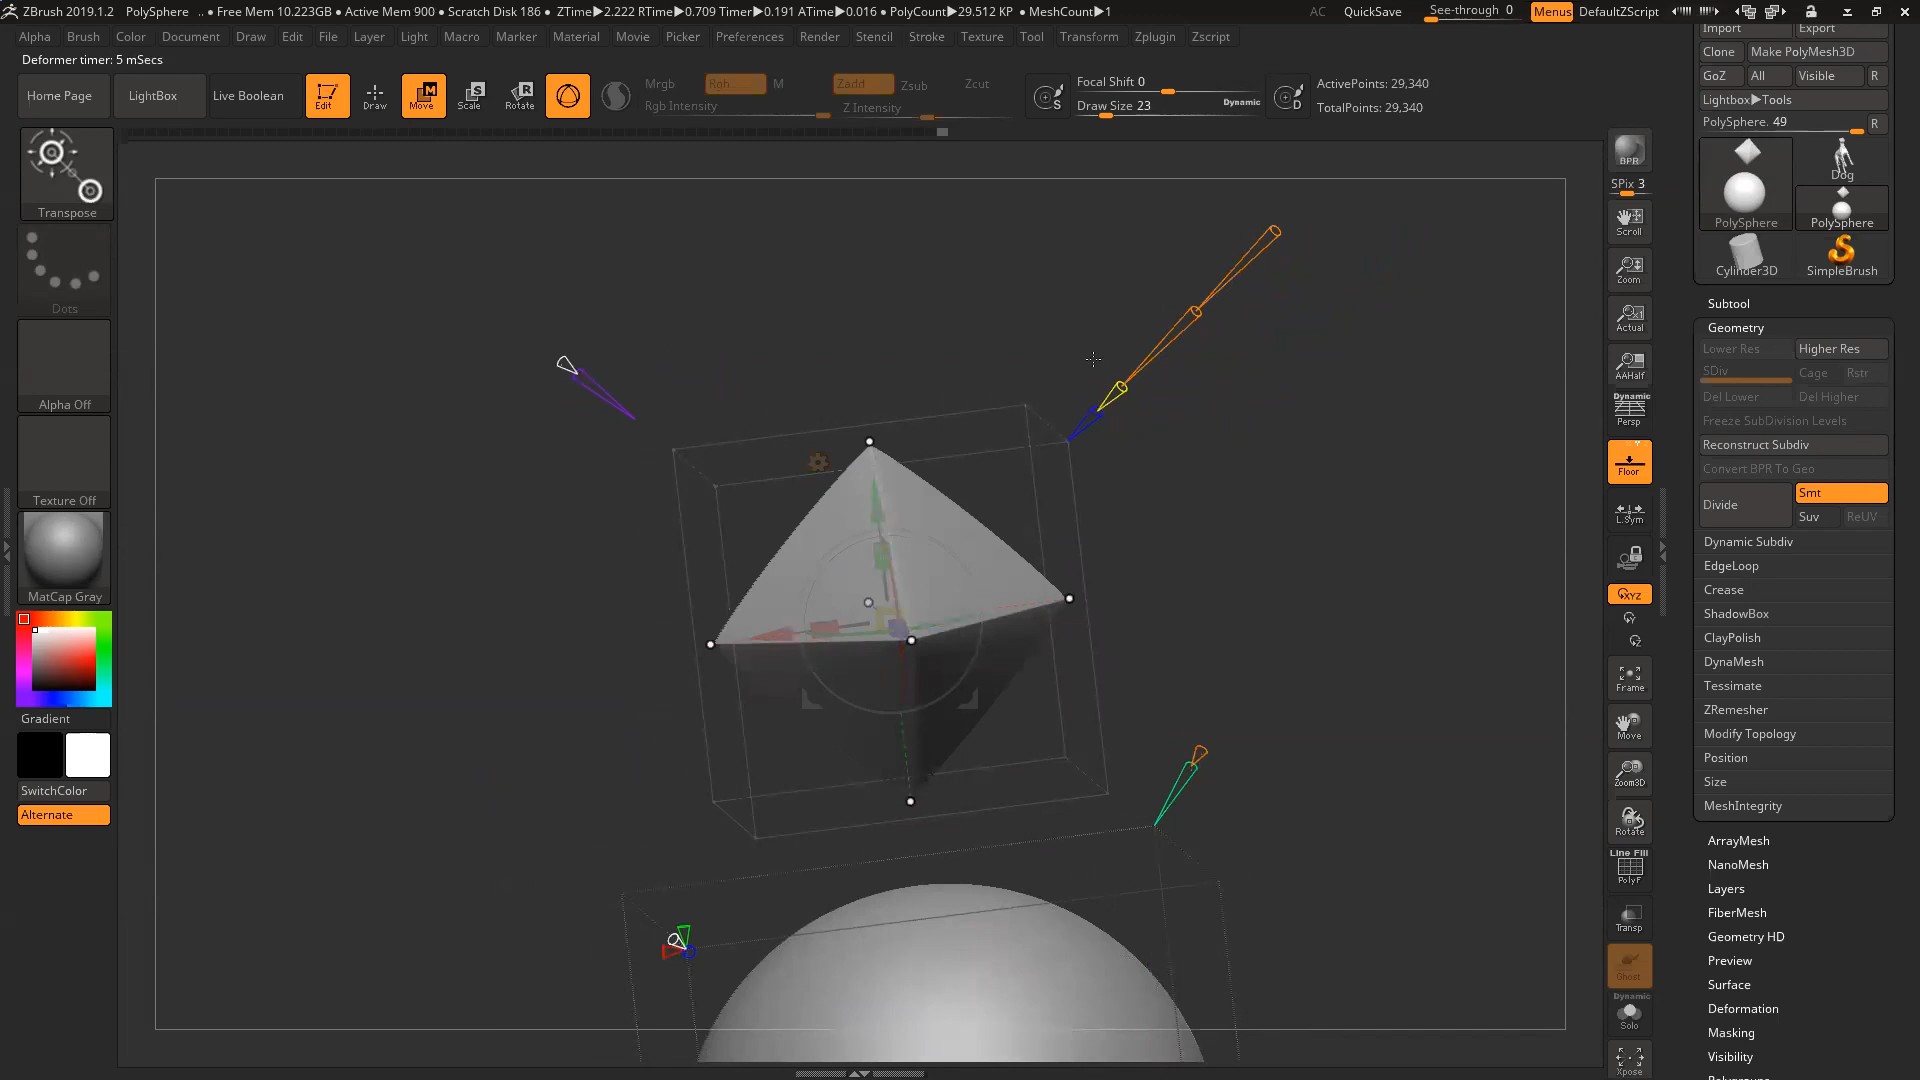 ZBrush 2019.1.2 PolySphere .. • Free Mem 10.223GB • Active Mem 900 • Scratch Disk 186 • ZTime▶2.222 RTime▶0.709 Timer▶0.191 ATime▶0.016 • PolyCount▶29.512 KP • MeshCount▶1 AC QuickSave See-through 0 Menus DefaultZScript
Alpha Brush Color Document Draw Edit File Layer Light Macro Marker Material Movie Picker Preferences Render Stencil Stroke Texture Tool Transform Zplugin Zscript
Deformer timer: 5 mSecs
Home Page LightBox Live Boolean Edit Draw Move Scale Rotate
Mrgb Rgb M Zadd Zsub Zcut
Rgb Intensity Z Intensity
S Focal Shift 0
Draw Size 23 Dynamic D
ActivePoints: 29,340
TotalPoints: 29,340
Transpose
Dots
Alpha Off
Texture Off
MatCap Gray
Gradient
SwitchColor
Alternate
BPR
SPix 3
Scroll
Zoom
Actual
AAHalf
Dynamic
Persp
Floor
L.Sym
XYZ
Frame
Move
Zoom3D
Rotate
Line Fill
PolyF
Transp
Ghost
Dynamic
Solo
Xpose
Import Export
Clone Make PolyMesh3D
GoZ All Visible R
Lightbox▶Tools
PolySphere. 49 R
Dog
PolySphere PolySphere
Cylinder3D SimpleBrush
Subtool
Geometry
Lower Res Higher Res
SDiv Cage Rstr
Del Lower Del Higher
Freeze SubDivision Levels
Reconstruct Subdiv
Convert BPR To Geo
Divide Smt
Suv ReUV
Dynamic Subdiv
EdgeLoop
Crease
ShadowBox
ClayPolish
DynaMesh
Tessimate
ZRemesher
Modify Topology
Position
Size
MeshIntegrity
ArrayMesh
NanoMesh
Layers
FiberMesh
Geometry HD
Preview
Surface
Deformation
Masking
Visibility